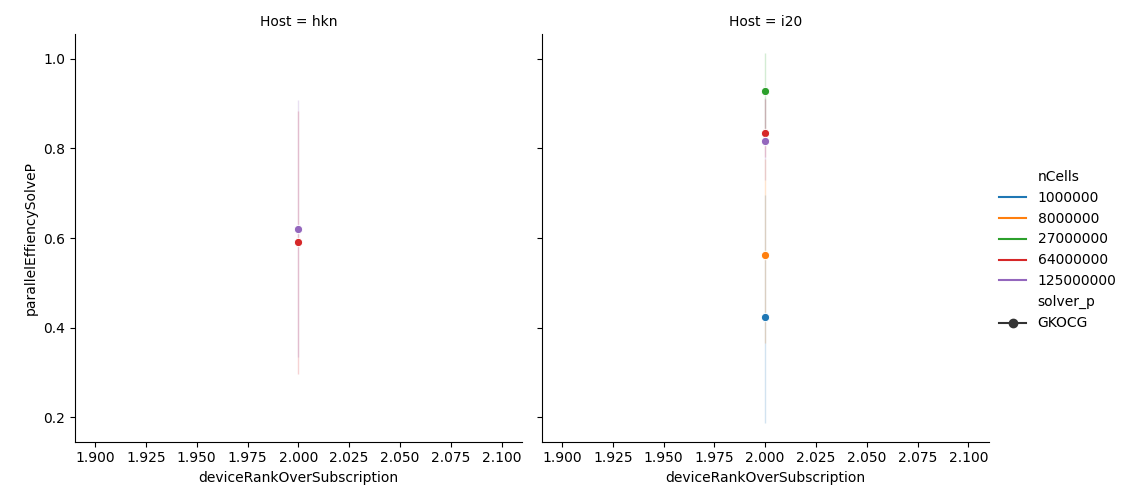 Host = hkn
Host = i20
1.0
0.8
0.6
0.4
0.2
parallelEffiencySolveP
1.900 1.925 1.950 1.975 2.000 2.025 2.050 2.075 2.100
1.900 1.925 1.950 1.975 2.000 2.025 2.050 2.075 2.100
deviceRankOverSubscription
deviceRankOverSubscription
nCells
1000000
8000000
27000000
64000000
125000000
solver_p
GKOCG